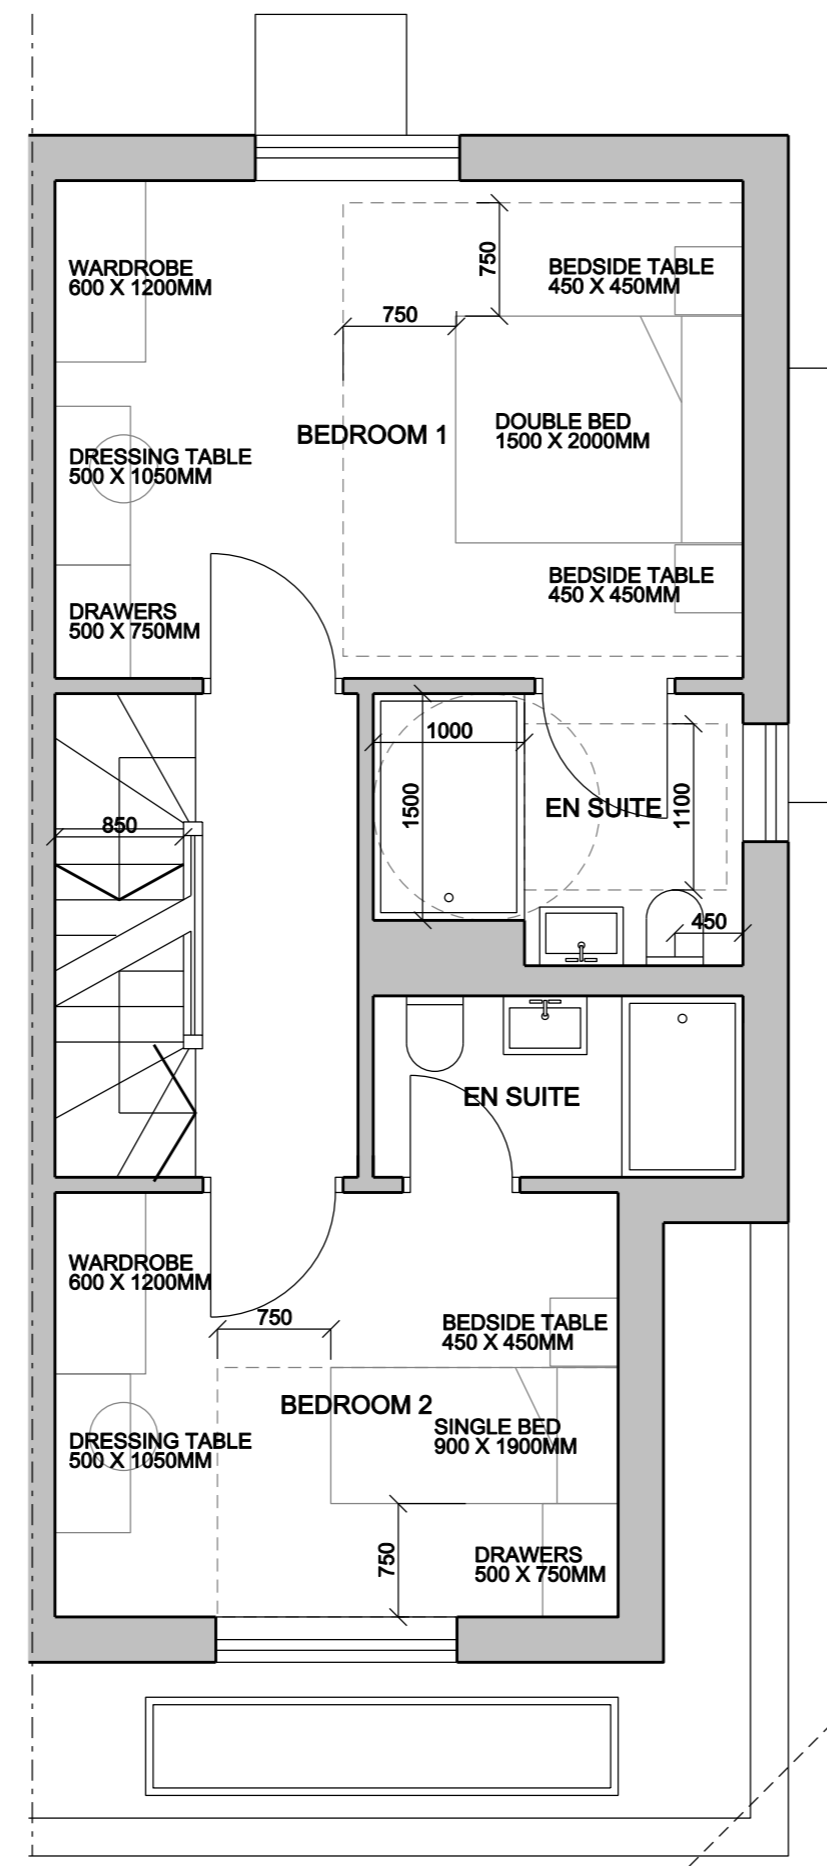 WARDROBE
600 X 1200MM
750
BEDSIDE TABLE
450 X 450MM
750
BEDROOM 1
DOUBLE BED
1500 X 2000MM
DRESSING TABLE
500 X 1050MM
BEDSIDE TABLE
450 X 450MM
DRAWERS
500 X 750MM
1000
1500
EN SUITE
1100
850
450
EN SUITE
WARDROBE
600 X 1200MM
750
BEDSIDE TABLE
450 X 450MM
BEDROOM 2
SINGLE BED
900 X 1900MM
DRESSING TABLE
500 X 1050MM
750
DRAWERS
500 X 750MM